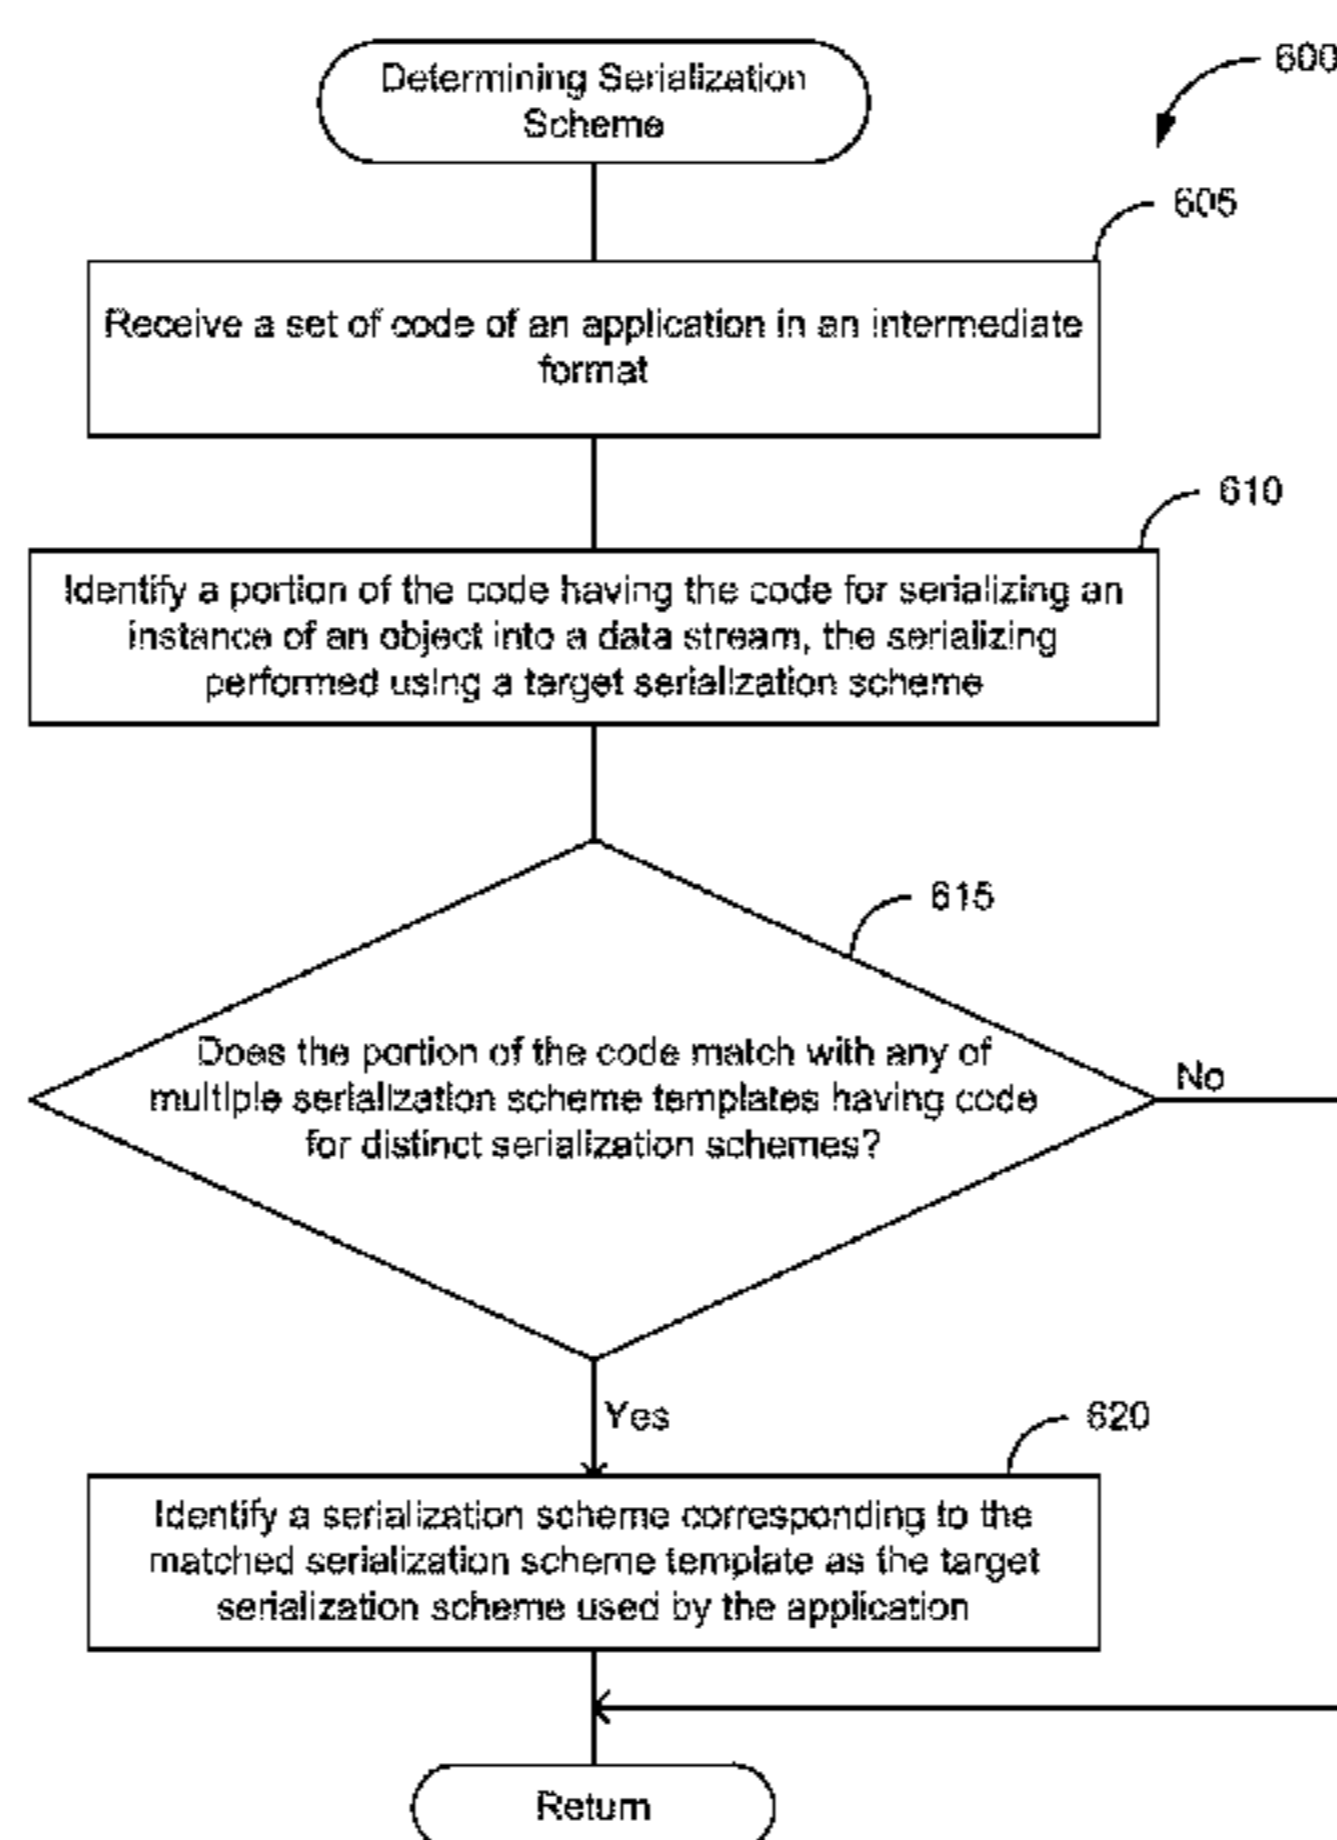 Determining Serialization
Scheme
600
605
Receive a set of code of an application in an intermediate
format
610
Identify a portion of the code having the code for serializing an
instance of an object into a data stream, the serializing
performed using a target serialization scheme
615
Does the portion of the code match with any of
multiple serialization scheme templates having code
for distinct serialization schemes?
No
Yes
620
Identify a serialization scheme corresponding to the
matched serialization scheme template as the target
serialization scheme used by the application
Return